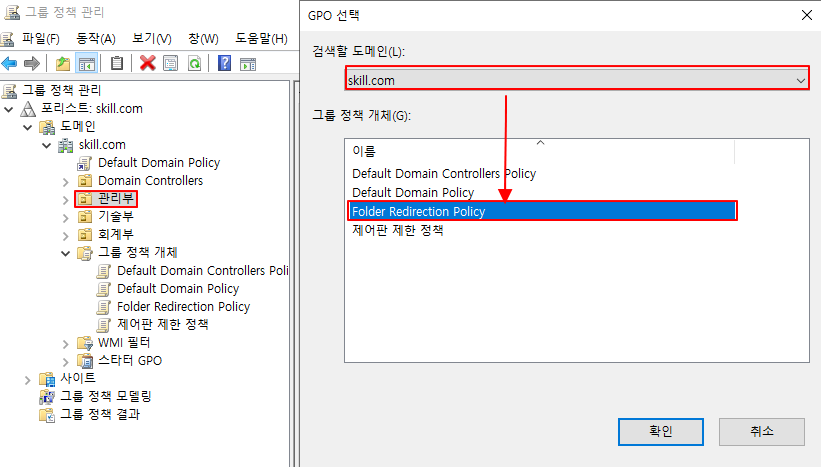 그룹 정책 관리
파일(F) 동작(A) 보기(V) 창(W) 도움말(H)
그룹 정책 관리
포리스트: skill.com
도메인
skill.com
Default Domain Policy
Domain Controllers
관리부
기술부
회계부
그룹 정책 개체
Default Domain Controllers Poli
Default Domain Policy
Folder Redirection Policy
제어판 제한 정책
WMI 필터
스타터 GPO
사이트
그룹 정책 모델링
그룹 정책 결과
GPO 선택
검색할 도메인(L):
skill.com
그룹 정책 개체(G):
이름
Default Domain Controllers Policy
Default Domain Policy
Folder Redirection Policy
제어판 제한 정책
확인 취소